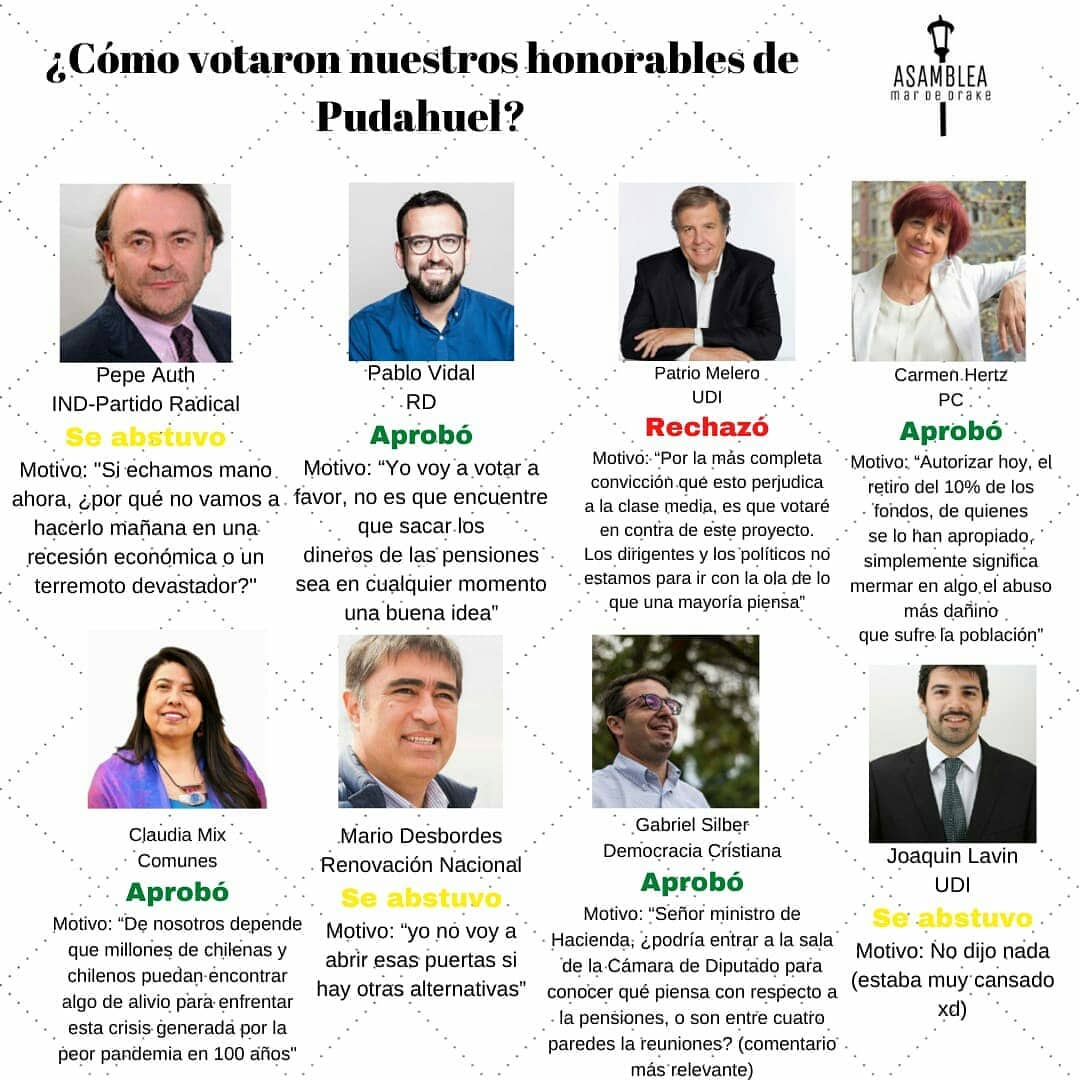 ¿Cómo votaron nuestros honorables de
Pudahuel?
ASAMBLEA
mar de drake
Pepe Auth
IND-Partido Radical
Se abstuvo
Motivo: "Si echamos mano
ahora, ¿por qué no vamos a
hacerlo mañana en una
recesión económica o un
terremoto devastador?"
Pablo Vidal
RD
Aprobó
Motivo: “Yo voy a votar a
favor, no es que encuentre
que sacar los
dineros de las pensiones
sea en cualquier momento
una buena idea”
Patrio Melero
UDI
Rechazó
Motivo: “Por la más completa
convicción que esto perjudica
a la clase media, es que votaré
en contra de este proyecto.
Los dirigentes y los políticos no
estamos para ir con la ola de lo
que una mayoría piensa”
Carmen Hertz
PC
Aprobó
Motivo: “Autorizar hoy, el
retiro del 10% de los
fondos, de quienes
se lo han apropiado,
simplemente significa
mermar en algo el abuso
más dañino
que sufre la población”
Claudia Mix
Comunes
Aprobó
Motivo: “De nosotros depende
que millones de chilenas y
chilenos puedan encontrar
algo de alivio para enfrentar
esta crisis generada por la
peor pandemia en 100 años"
Mario Desbordes
Renovación Nacional
Se abstuvo
Motivo: “yo no voy a
abrir esas puertas si
hay otras alternativas”
Gabriel Silber
Democracia Cristiana
Aprobó
Motivo: “Señor ministro de
Hacienda, ¿podría entrar a la sala
de la Cámara de Diputado para
conocer qué piensa con respecto a
la pensiones, o son entre cuatro
paredes la reuniones? (comentario
más relevante)
Joaquin Lavin
UDI
Se abstuvo
Motivo: No dijo nada
(estaba muy cansado
xd)